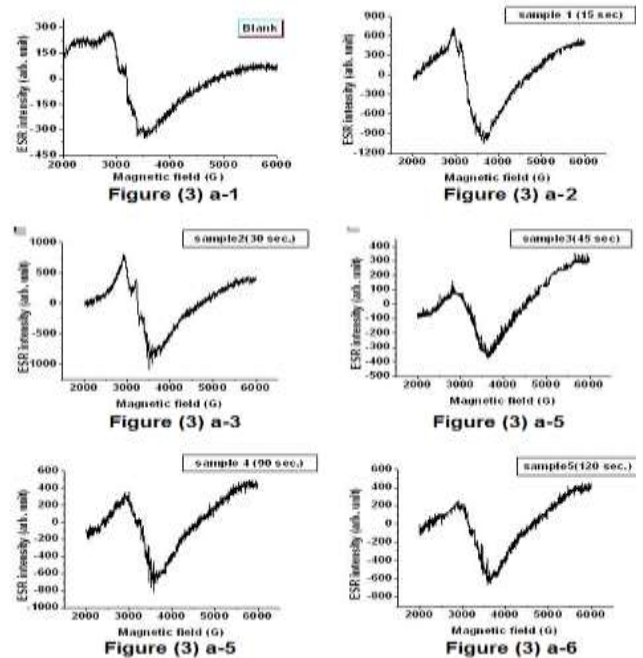 Blank
ESR intensity (arb. unit)
300
150
0
-150
-300
-450
2000 3000 4000 5000 6000
Magnetic field (G)
Figure (3) a-1
sample 1 (15 sec)
ESR intensity (arb. unit)
900
600
300
0
-300
-600
-900
-1200
2000 3000 4000 5000 6000
Magnetic field (G)
Figure (3) a-2
sample2(30 sec.)
ESR intensity (arb. unit)
1000
500
0
-500
1000
2000 3000 4000 5000 6000
Magnetic field (G)
Figure (3) a-3
sample3(45 sec)
ESR intensity (arb. unit)
400
300
200
100
0
-100
-200
-300
-400
-500
2000 3000 4000 5000 6000
Magnetic field (G)
Figure (3) a-5
sample 4 (90 sec.)
ESR intensity (arb. unit)
600
400
200
0
-200
-400
-600
-800
-1000
2000 3000 4000 5000 6000
Magnetic field (G)
Figure (3) a-5
sample5(120 sec.)
ESR intensity (arb. unit)
600
400
200
0
-200
-400
-600
-800
2000 3000 4000 5000 6000
Magnetic field (G)
Figure (3) a-6